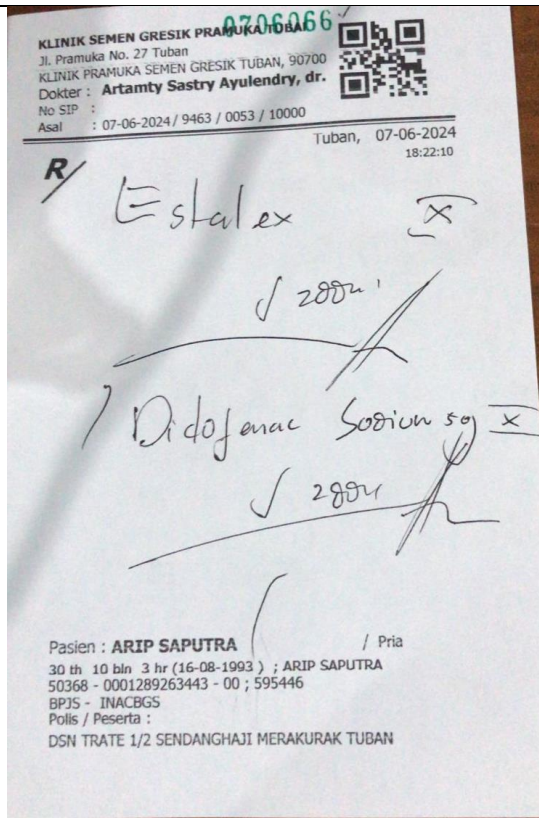 0706066
KLINIK SEMEN GRESIK PRAMUKA TUBAN
Jl. Pramuka No. 27 Tuban
KLINIK PRAMUKA SEMEN GRESIK TUBAN, 90700
Dokter : Artamty Sastry Ayulendry, dr.
No SIP :
Asal : 07-06-2024 / 9463 / 0053 / 10000
Tuban, 07-06-2024
18:22:10
R/
Estalex X
Diclofenac Sodium 50 X
Pasien : ARIP SAPUTRA / Pria
30 th 10 bln 3 hr (16-08-1993 ) ; ARIP SAPUTRA
50368 - 0001289263443 - 00 ; 595446
BPJS - INACBGS
Polis / Peserta :
DSN TRATE 1/2 SENDANGHAJI MERAKURAK TUBAN